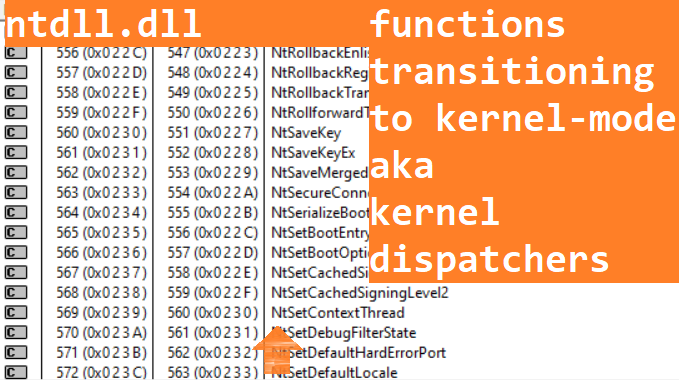 ntdll.dll
functions
transitioning
to kernel-mode
aka
kernel
dispatchers
C 556 (0x022C) 547 (0x0223) NtRollbackEnlis
C 557 (0x022D) 548 (0x0224) NtRollbackReg
C 558 (0x022E) 549 (0x0225) NtRollbackTran
C 559 (0x022F) 550 (0x0226) NtRollforwardT
C 560 (0x0230) 551 (0x0227) NtSaveKey
C 561 (0x0231) 552 (0x0228) NtSaveKeyEx
C 562 (0x0232) 553 (0x0229) NtSaveMerged
C 563 (0x0233) 554 (0x022A) NtSecureConn
C 564 (0x0234) 555 (0x022B) NtSerializeBoot
C 565 (0x0235) 556 (0x022C) NtSetBootEntry
C 566 (0x0236) 557 (0x022D) NtSetBootOptio
C 567 (0x0237) 558 (0x022E) NtSetCachedSi
C 568 (0x0238) 559 (0x022F) NtSetCachedSigningLevel2
C 569 (0x0239) 560 (0x0230) NtSetContextThread
C 570 (0x023A) 561 (0x0231) NtSetDebugFilterState
C 571 (0x023B) 562 (0x0232) NtSetDefaultHardErrorPort
C 572 (0x023C) 563 (0x0233) NtSetDefaultLocale